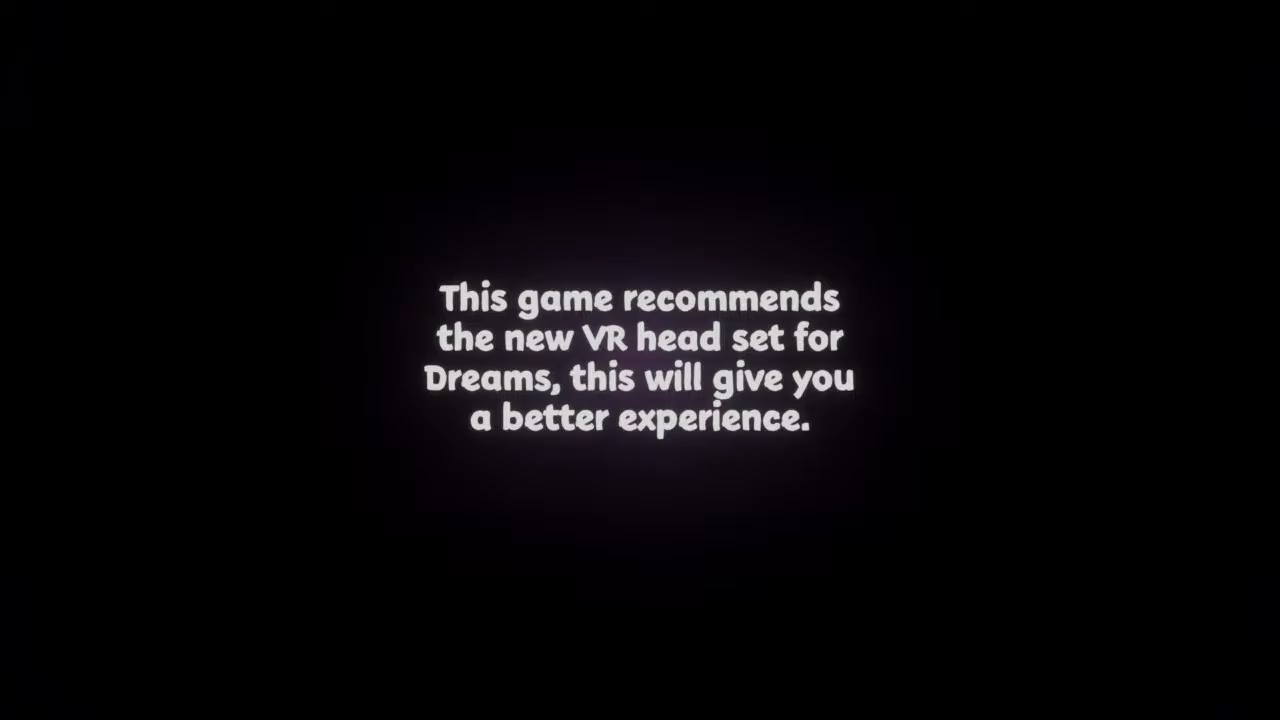 This game recommends
the new VR head set for
Dreams, this will give you
a better experience.